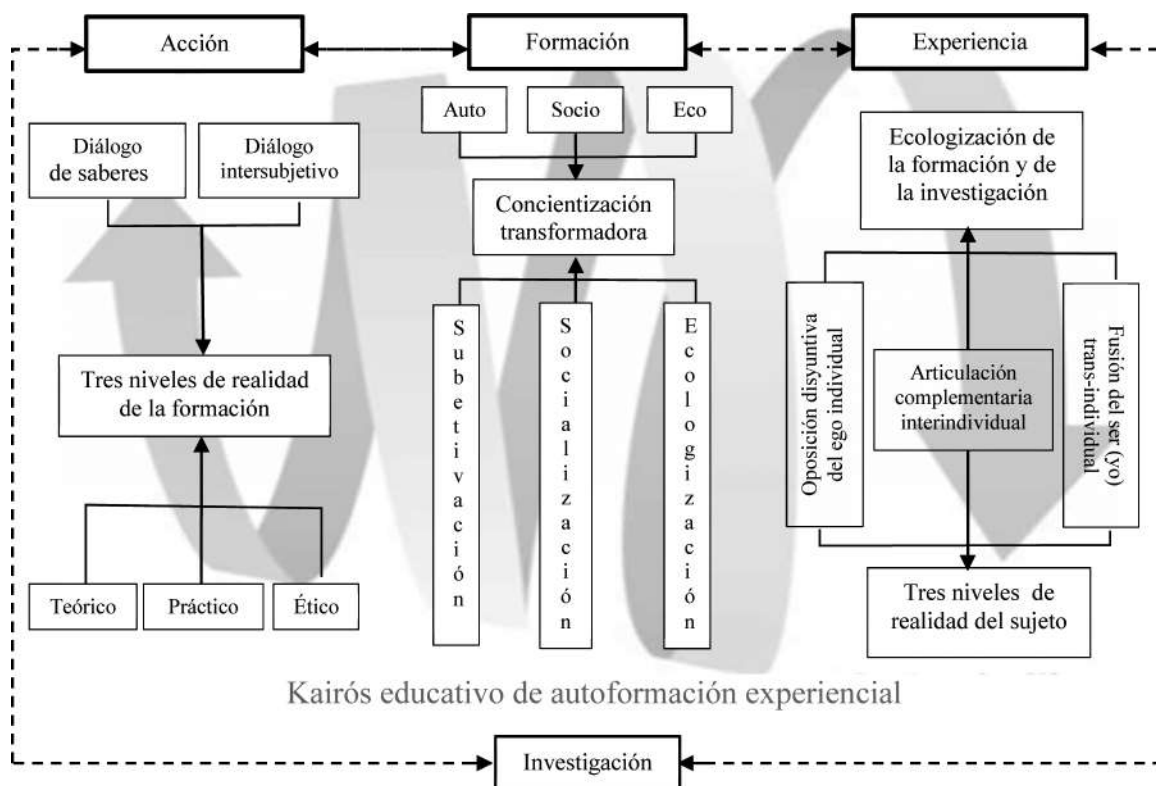 Acción
Formación
Experiencia
Auto
Socio
Eco
Diálogo
de saberes
Diálogo
intersubjetivo
Concientización
transformadora
Ecologización de
la formación y de
la investigación
Tres niveles de realidad
de la formación
Subetivación
Socialización
Ecologización
Oposición disyuntiva
del ego individual
Articulación
complementaria
interindividual
Fusión del ser (yo)
trans-individual
Teórico
Práctico
Ético
Tres niveles de
realidad del sujeto
Kairós educativo de autoformación experiencial
Investigación